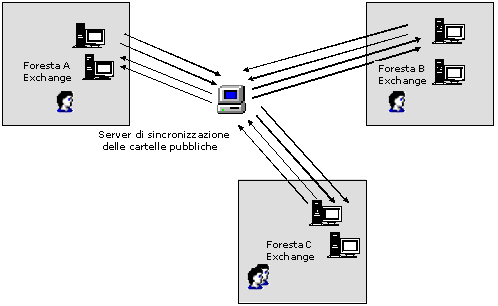 Foresta A
Exchange
Foresta B
Exchange
Server di sincronizzazione
delle cartelle pubbliche
Foresta C
Exchange